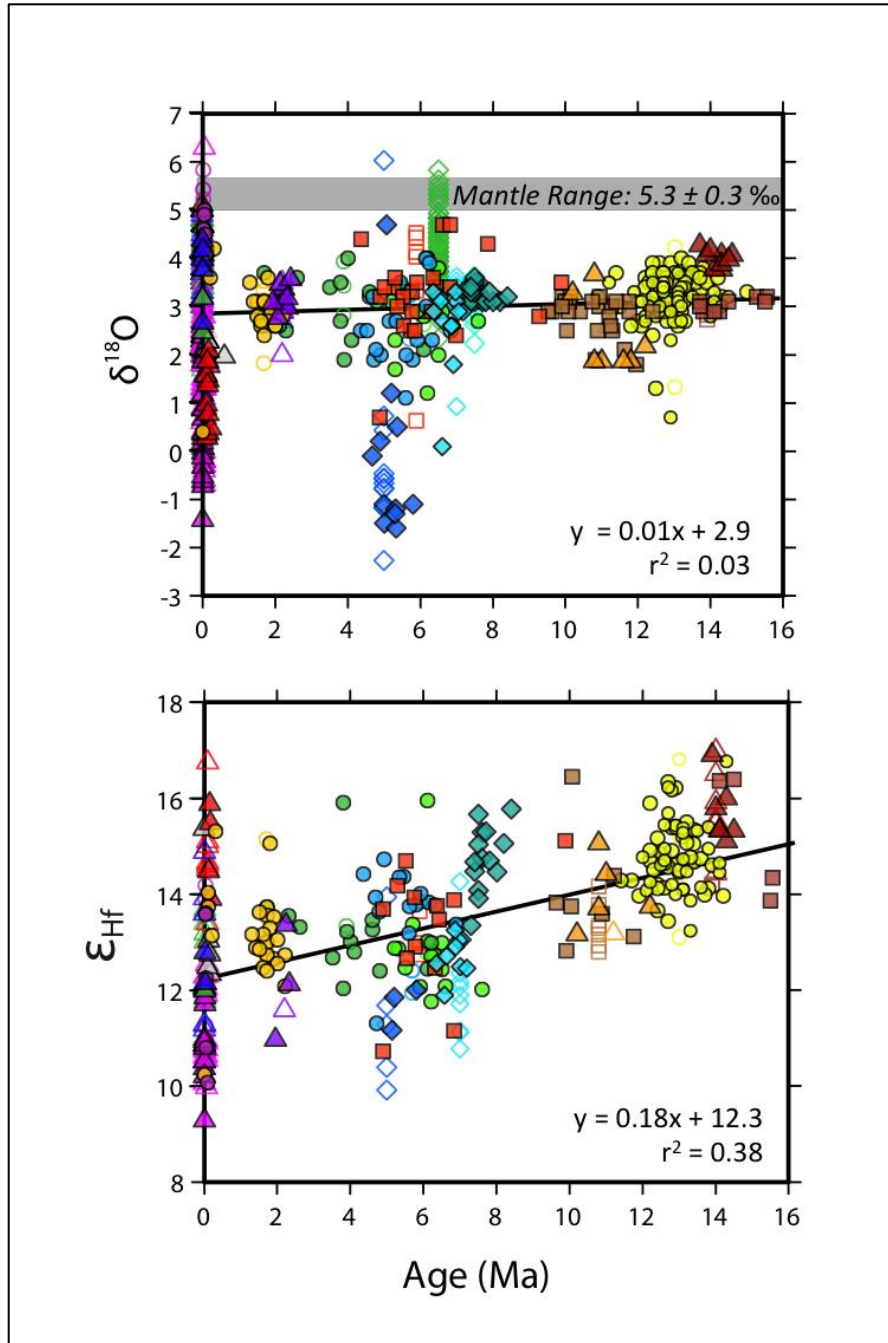 7
6
5
4
3
2
1
0
-1
-2
-3
δ18O
Mantle Range: 5.3 ± 0.3 ‰
y = 0.01x + 2.9
r2 = 0.03
0 2 4 6 8 10 12 14 16
18
16
14
12
10
8
εHf
y = 0.18x + 12.3
r2 = 0.38
0 2 4 6 8 10 12 14 16
Age (Ma)